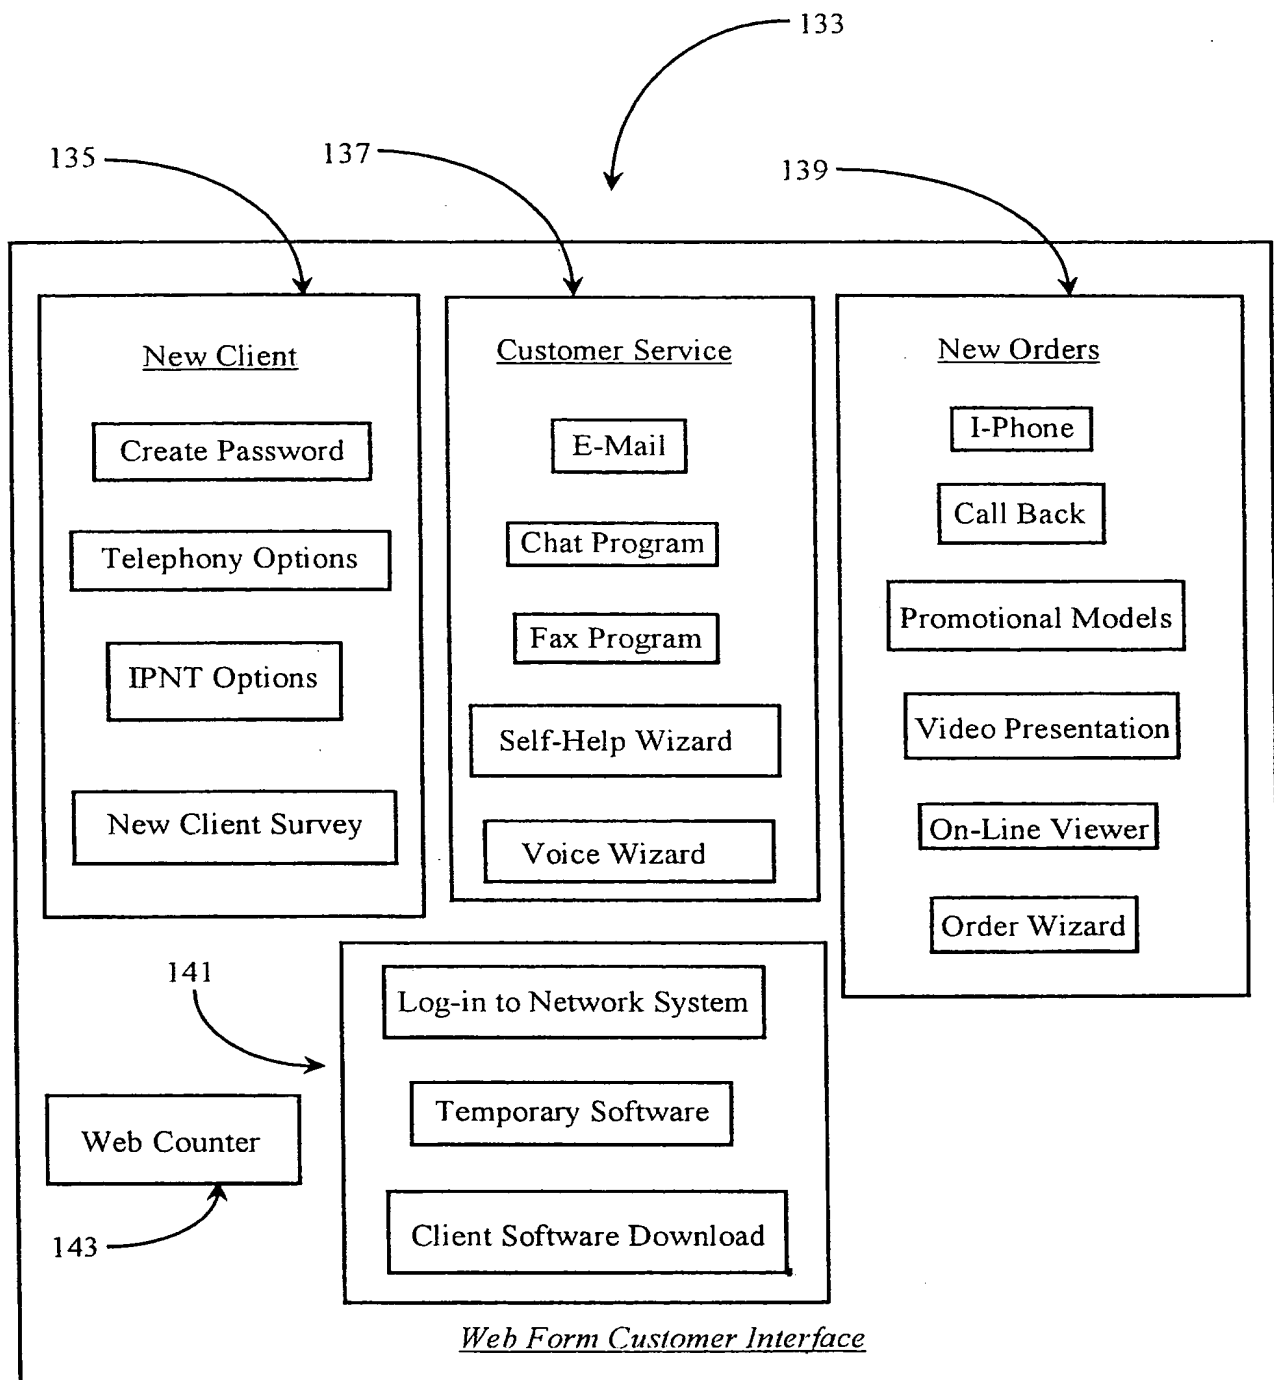 133
135
137
139
New Client
Create Password
Telephony Options
IPNT Options
New Client Survey
Customer Service
E-Mail
Chat Program
Fax Program
Self-Help Wizard
Voice Wizard
New Orders
I-Phone
Call Back
Promotional Models
Video Presentation
On-Line Viewer
Order Wizard
141
Log-in to Network System
Temporary Software
Client Software Download
Web Counter
143
Web Form Customer Interface